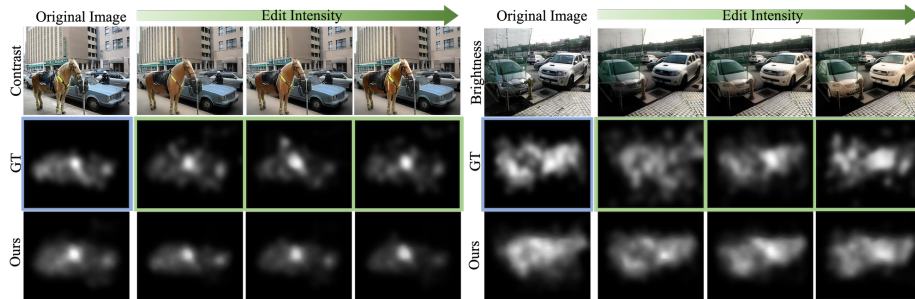 Original Image
Edit Intensity
Contrast
GT
Ours
Original Image
Edit Intensity
Brightness
GT
Ours